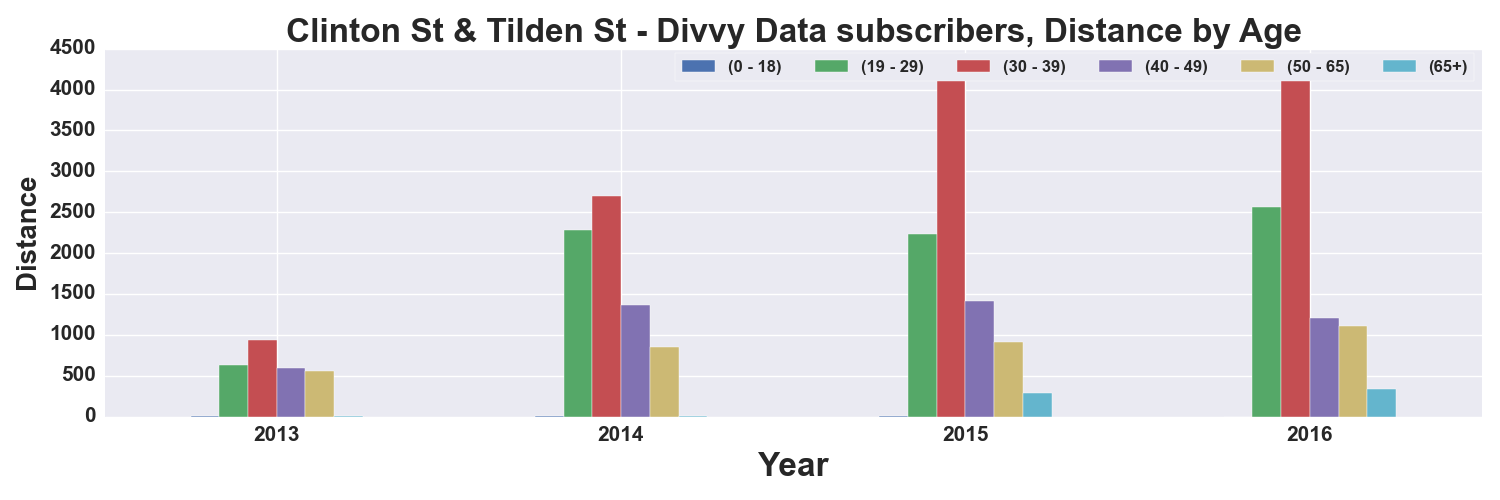 Clinton St & Tilden St - Divvy Data subscribers, Distance by Age
(0 - 18) (19 - 29) (30 - 39) (40 - 49) (50 - 65) (65+)
Distance
4500
4000
3500
3000
2500
2000
1500
1000
500
0
2013 2014 2015 2016
Year